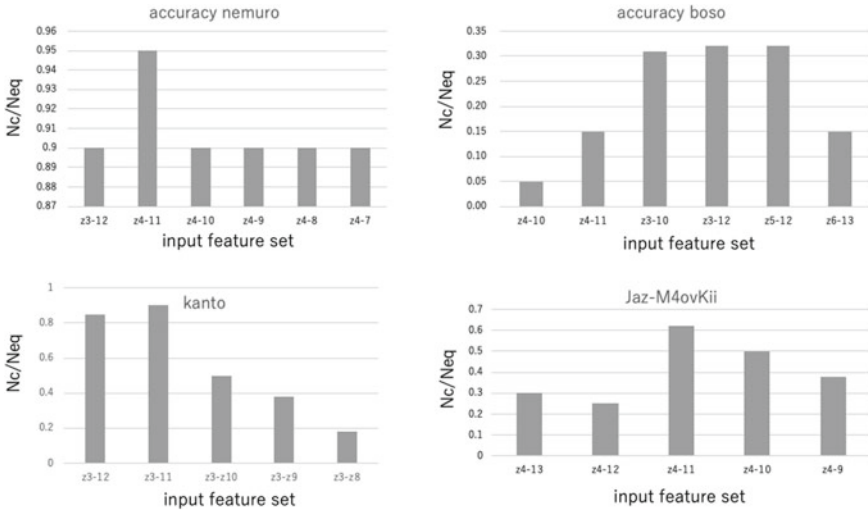 accuracy nemuro
Nc/Neq
0.96
0.95
0.94
0.93
0.92
0.91
0.9
0.89
0.88
0.87
z3-12 z4-11 z4-10 z4-9 z4-8 z4-7
input feature set
accuracy boso
Nc/Neq
0.35
0.30
0.25
0.20
0.15
0.10
0.05
0.00
z4-10 z4-11 z3-10 z3-12 z5-12 z6-13
input feature set
kanto
Nc/Neq
1
0.8
0.6
0.4
0.2
0
z3-12 z3-11 z3-z10 z3-z9 z3-z8
input feature set
Jaz-M4ovKii
Nc/Neq
0.7
0.6
0.5
0.4
0.3
0.2
0.1
0
z4-13 z4-12 z4-11 z4-10 z4-9
input feature set